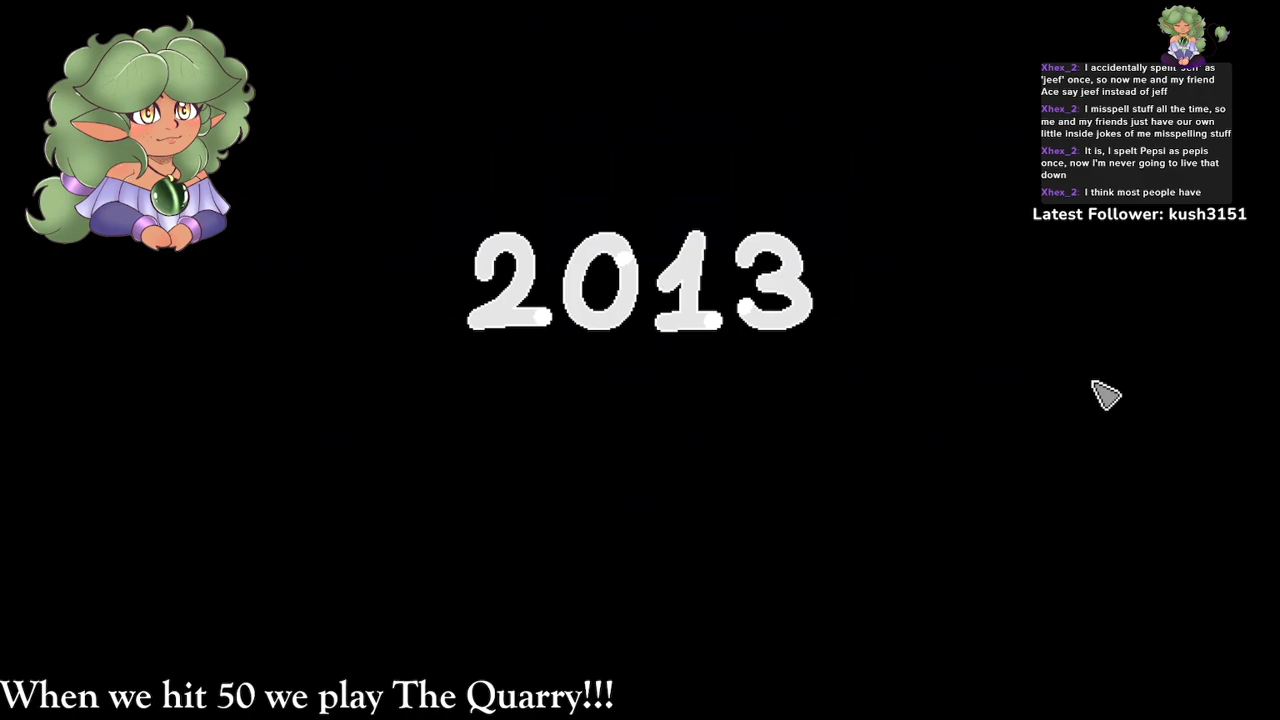 Xhex_2: I accidentally spelt as
'jeef' once, so now me and my friend
Ace say jeef instead of jeff
Xhex_2: I misspell stuff all the time, so
me and my friends just have our own
little inside jokes of me misspelling stuff
Xhex_2: It is, I spelt Pepsi as pepis
once, now I'm never going to live that
down
Xhex_2: I think most people have
Latest Follower: kush3151
2013
When we hit 50 we play The Quarry!!!